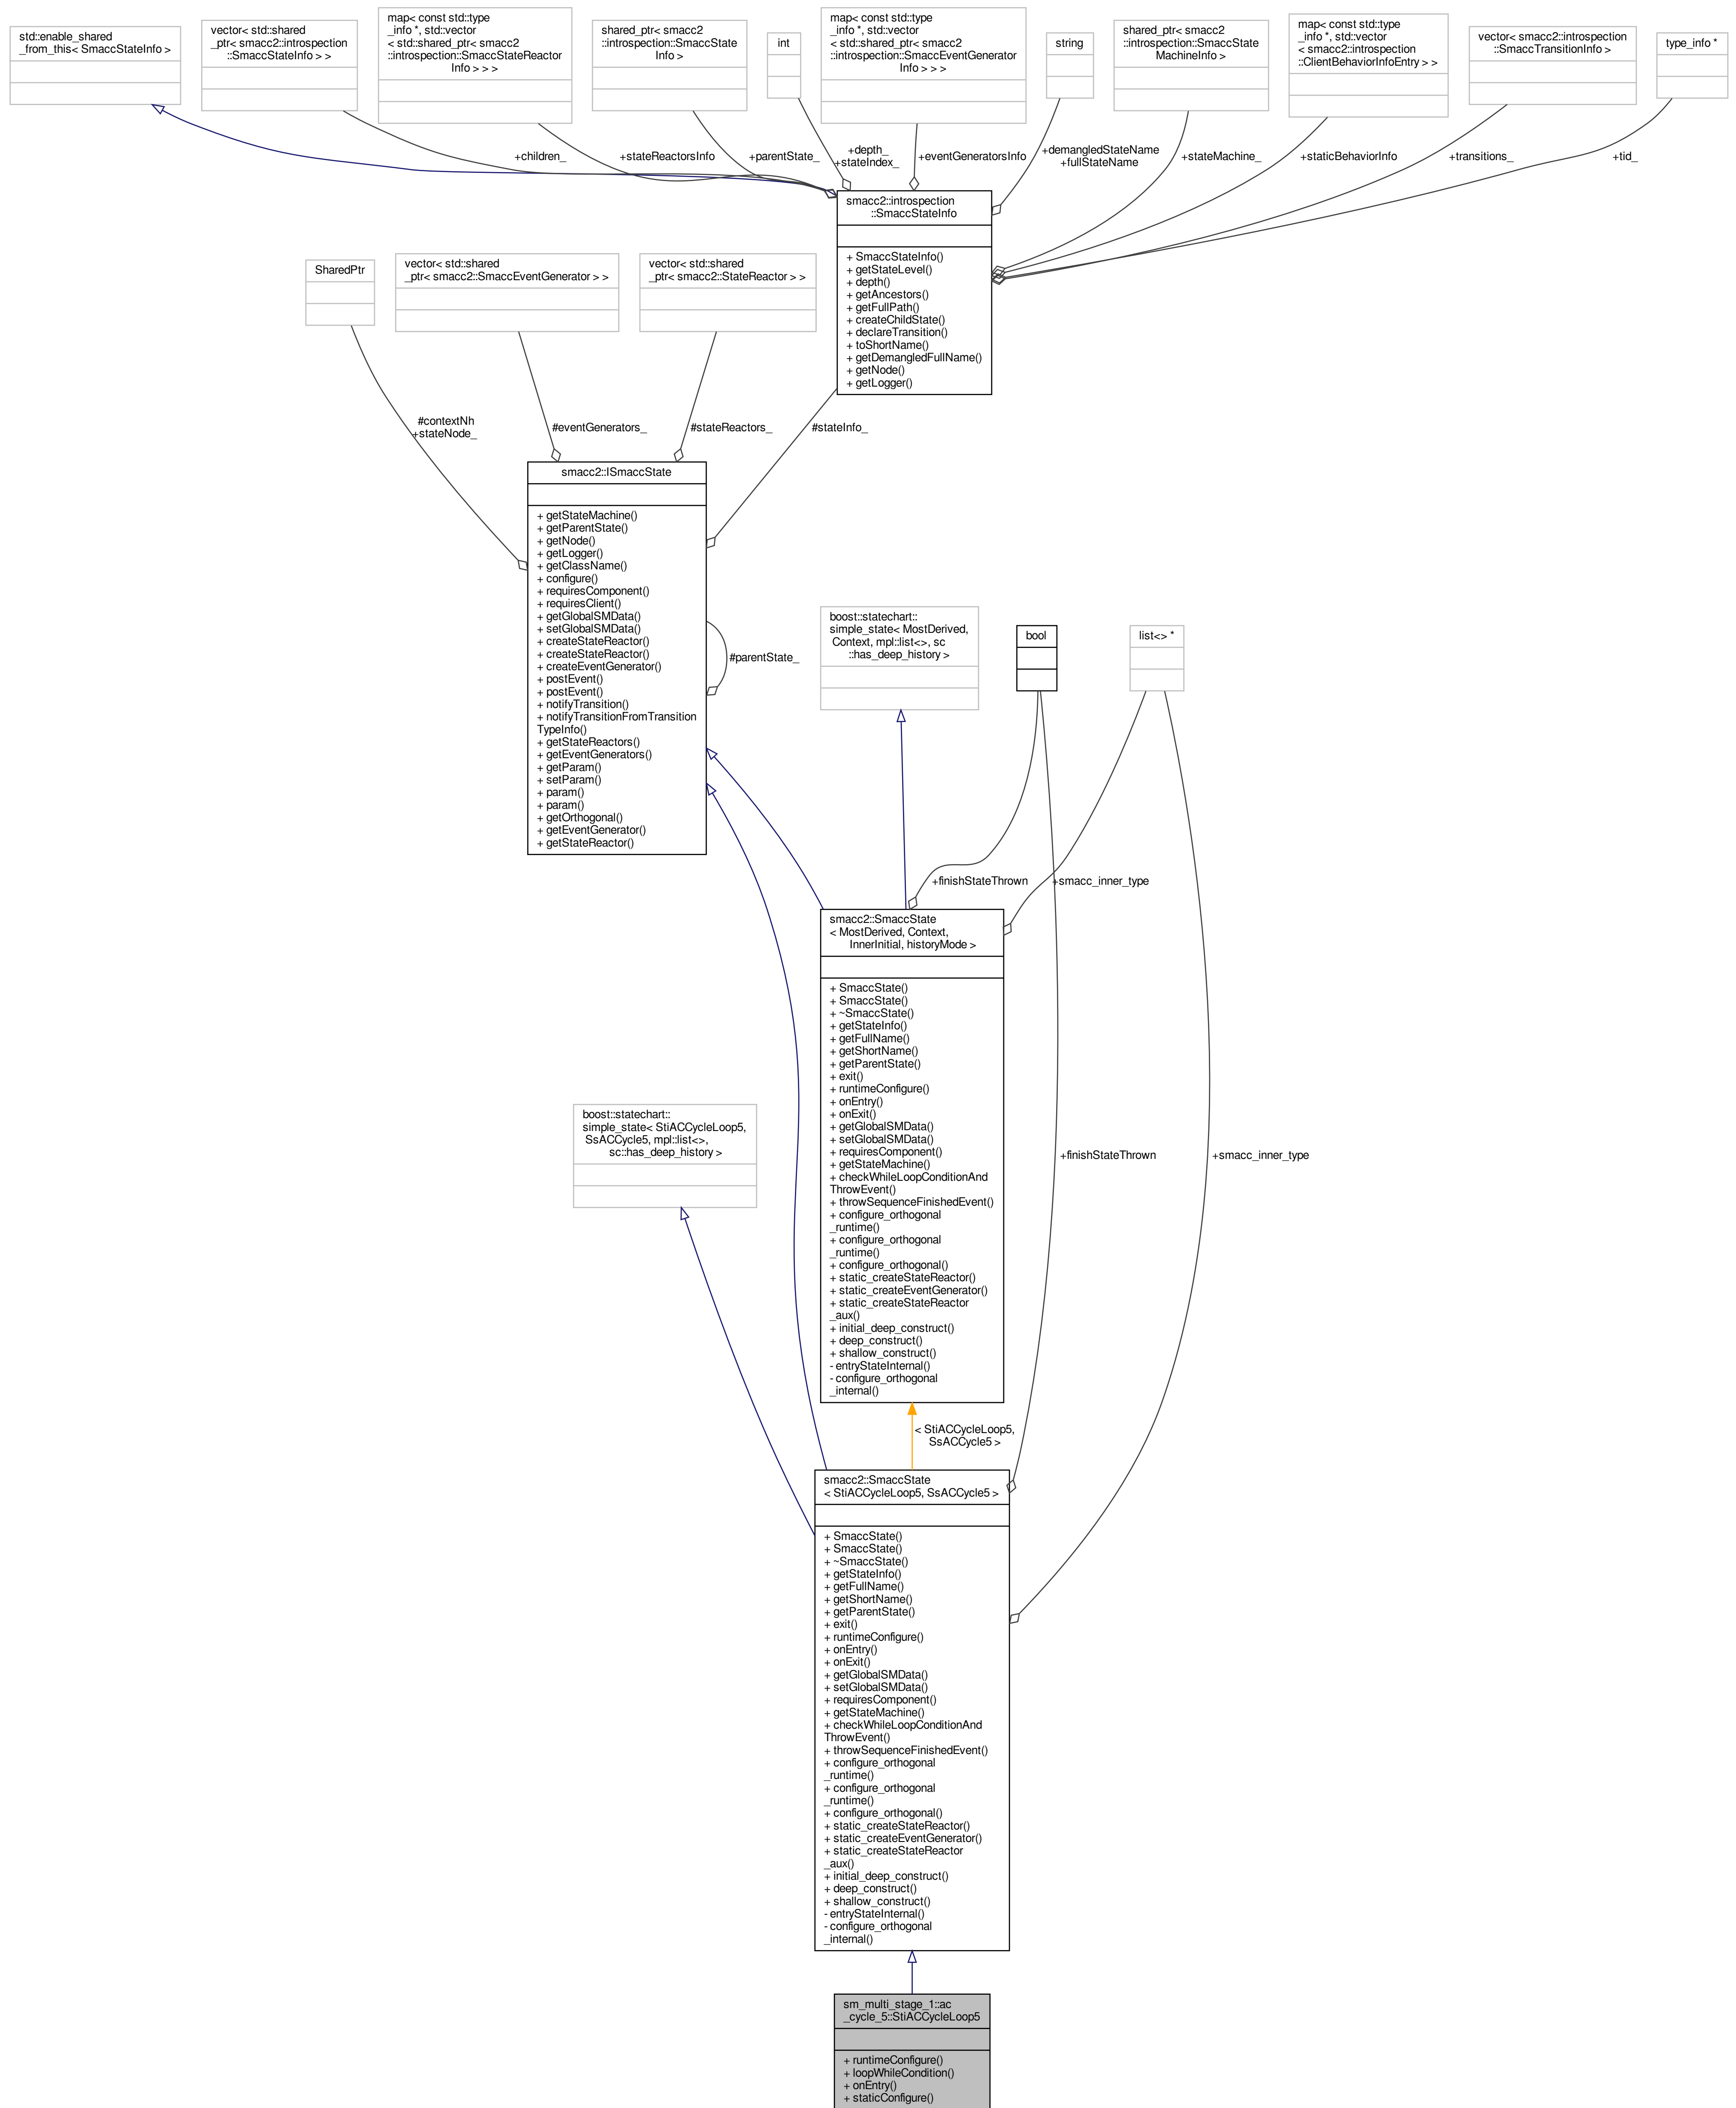 std::enable_shared
_from_this< SmaccStateInfo >
vector< std::shared
_ptr< smacc2::introspection
::SmaccStateInfo > >
map< const std::type
_info *, std::vector
< std::shared_ptr< smacc2
::introspection::SmaccStateReactor
Info > > >
shared_ptr< smacc2
::introspection::SmaccState
Info >
int
map< const std::type
_info *, std::vector
< std::shared_ptr< smacc2
::introspection::SmaccEventGenerator
Info > > >
string
shared_ptr< smacc2
::introspection::SmaccState
MachineInfo >
map< const std::type
_info *, std::vector
< smacc2::introspection
::ClientBehaviorInfoEntry > >
vector< smacc2::introspection
::SmaccTransitionInfo >
type_info *
+children_
+stateReactorsInfo
+parentState_
+depth_
+stateIndex_
+eventGeneratorsInfo
+demangledStateName
+fullStateName
+stateMachine_
+staticBehaviorInfo
+transitions_
+tid_
smacc2::introspection
::SmaccStateInfo
+ SmaccStateInfo()
+ getStateLevel()
+ depth()
+ getAncestors()
+ getFullPath()
+ createChildState()
+ declareTransition()
+ toShortName()
+ getDemangledFullName()
+ getNode()
+ getLogger()
SharedPtr
vector< std::shared
_ptr< smacc2::SmaccEventGenerator > >
vector< std::shared
_ptr< smacc2::StateReactor > >
#contextNh
+stateNode_
#eventGenerators_
#stateReactors_
#stateInfo_
smacc2::ISmaccState
+ getStateMachine()
+ getParentState()
+ getNode()
+ getLogger()
+ getClassName()
+ configure()
+ requiresComponent()
+ requiresClient()
+ getGlobalSMData()
+ setGlobalSMData()
+ createStateReactor()
+ createStateReactor()
+ createEventGenerator()
+ postEvent()
+ postEvent()
+ notifyTransition()
+ notifyTransitionFromTransition
TypeInfo()
+ getStateReactors()
+ getEventGenerators()
+ getParam()
+ setParam()
+ param()
+ param()
+ getOrthogonal()
+ getEventGenerator()
+ getStateReactor()
#parentState_
boost::statechart::
simple_state< MostDerived,
Context, mpl::list<>, sc
::has_deep_history >
bool
list<> *
+finishStateThrown
+smacc_inner_type
smacc2::SmaccState
< MostDerived, Context,
InnerInitial, historyMode >
+ SmaccState()
+ SmaccState()
+ ~SmaccState()
+ getStateInfo()
+ getFullName()
+ getShortName()
+ getParentState()
+ exit()
+ runtimeConfigure()
+ onEntry()
+ onExit()
+ getGlobalSMData()
+ setGlobalSMData()
+ requiresComponent()
+ getStateMachine()
+ checkWhileLoopConditionAnd
ThrowEvent()
+ throwSequenceFinishedEvent()
+ configure_orthogonal
_runtime()
+ configure_orthogonal
_runtime()
+ configure_orthogonal()
+ static_createStateReactor()
+ static_createEventGenerator()
+ static_createStateReactor
_aux()
+ initial_deep_construct()
+ deep_construct()
+ shallow_construct()
- entryStateInternal()
- configure_orthogonal
_internal()
boost::statechart::
simple_state< StiACCycleLoop5,
SsACCycle5, mpl::list<>,
sc::has_deep_history >
+finishStateThrown
+smacc_inner_type
< StiACCycleLoop5,
SsACCycle5 >
smacc2::SmaccState
< StiACCycleLoop5, SsACCycle5 >
+ SmaccState()
+ SmaccState()
+ ~SmaccState()
+ getStateInfo()
+ getFullName()
+ getShortName()
+ getParentState()
+ exit()
+ runtimeConfigure()
+ onEntry()
+ onExit()
+ getGlobalSMData()
+ setGlobalSMData()
+ requiresComponent()
+ getStateMachine()
+ checkWhileLoopConditionAnd
ThrowEvent()
+ throwSequenceFinishedEvent()
+ configure_orthogonal
_runtime()
+ configure_orthogonal
_runtime()
+ configure_orthogonal()
+ static_createStateReactor()
+ static_createEventGenerator()
+ static_createStateReactor
_aux()
+ initial_deep_construct()
+ deep_construct()
+ shallow_construct()
- entryStateInternal()
- configure_orthogonal
_internal()
sm_multi_stage_1::ac
_cycle_5::StiACCycleLoop5
+ runtimeConfigure()
+ loopWhileCondition()
+ onEntry()
+ staticConfigure()